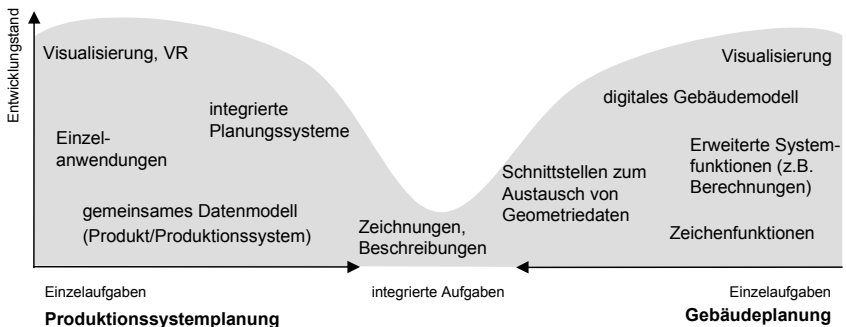 Entwicklungstand
Visualisierung, VR
integrierte
Planungssysteme
Einzel-
anwendungen
gemeinsames Datenmodell
(Produkt/Produktionssystem)
Zeichnungen,
Beschreibungen
Visualisierung
digitales Gebäudemodell
Erweiterte System-
funktionen (z.B.
Berechnungen)
Schnittstellen zum
Austausch von
Geometriedaten
Zeichenfunktionen
Einzelaufgaben
integrierte Aufgaben
Einzelaufgaben
Produktionssystemplanung
Gebäudeplanung